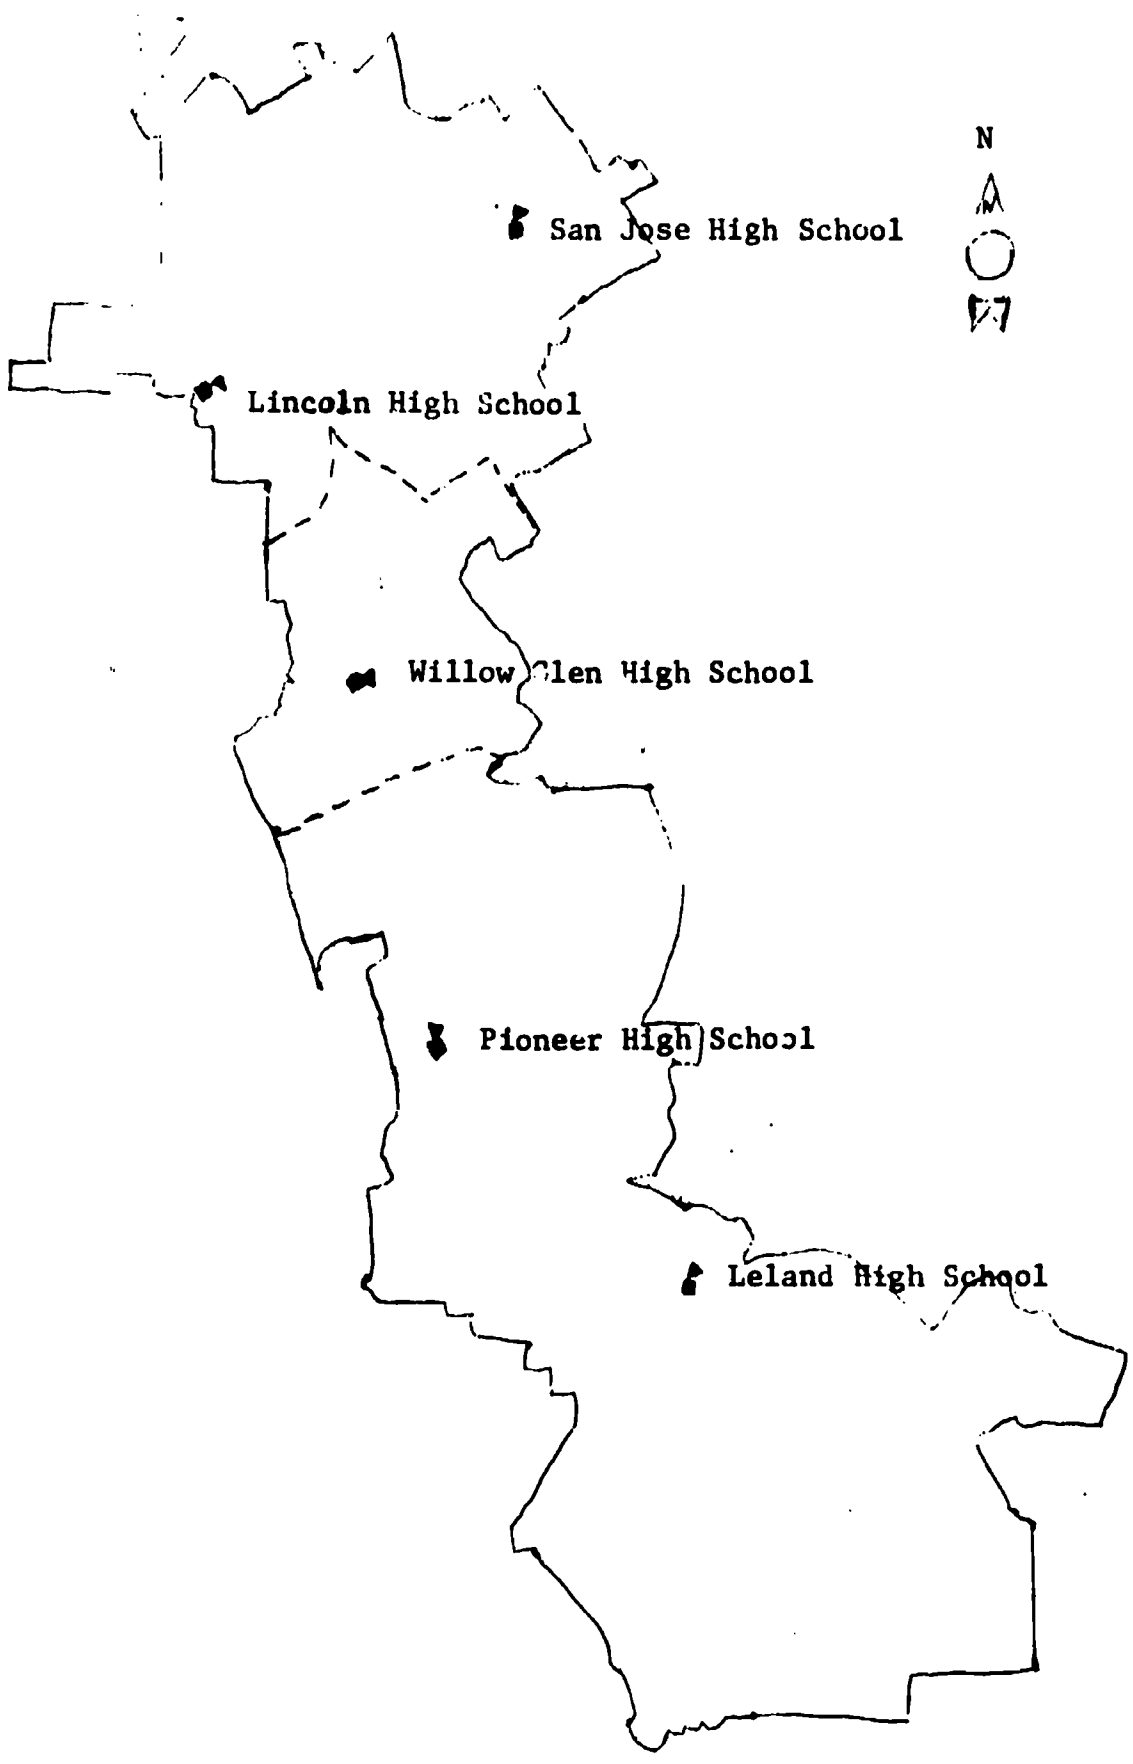 N
San Jose High School
Lincoln High School
Willow Glen High School
Pioneer High School
Leland High School